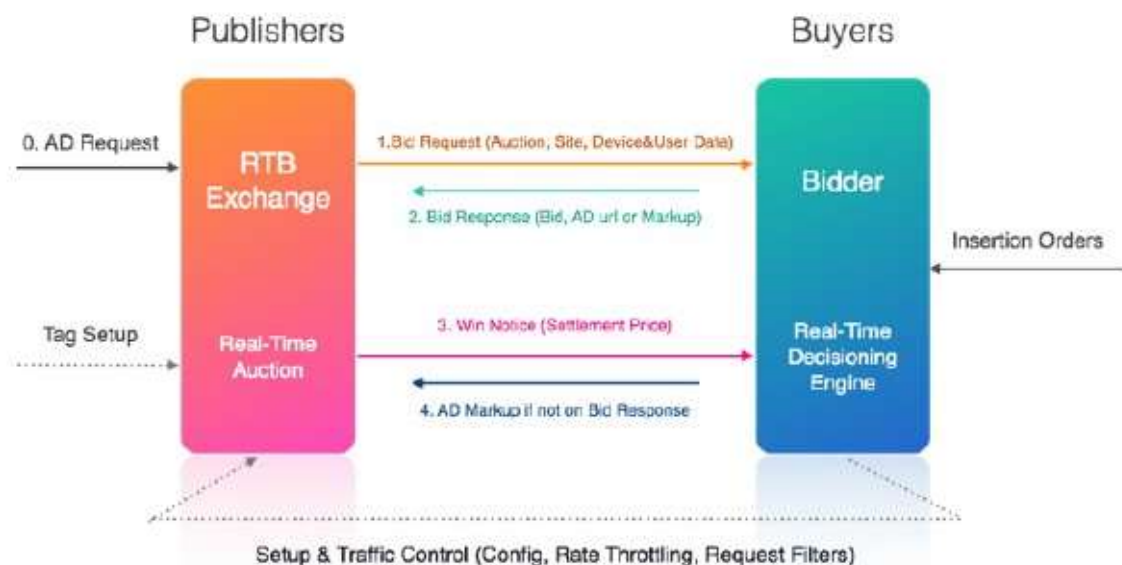 Publishers
Buyers
0. AD Request
1.Bid Request (Auction, Site, Device&User Data)
RTB
Exchange
Bidder
2. Bid Response (Bid, AD url or Markup)
Insertion Orders
Tag Setup
3. Win Notice (Settlement Price)
Real-Time
Auction
Real-Time
Decisioning
Engine
4. AD Markup if not on Bid Response
Setup & Traffic Control (Config, Rate Throttling, Request Filters)